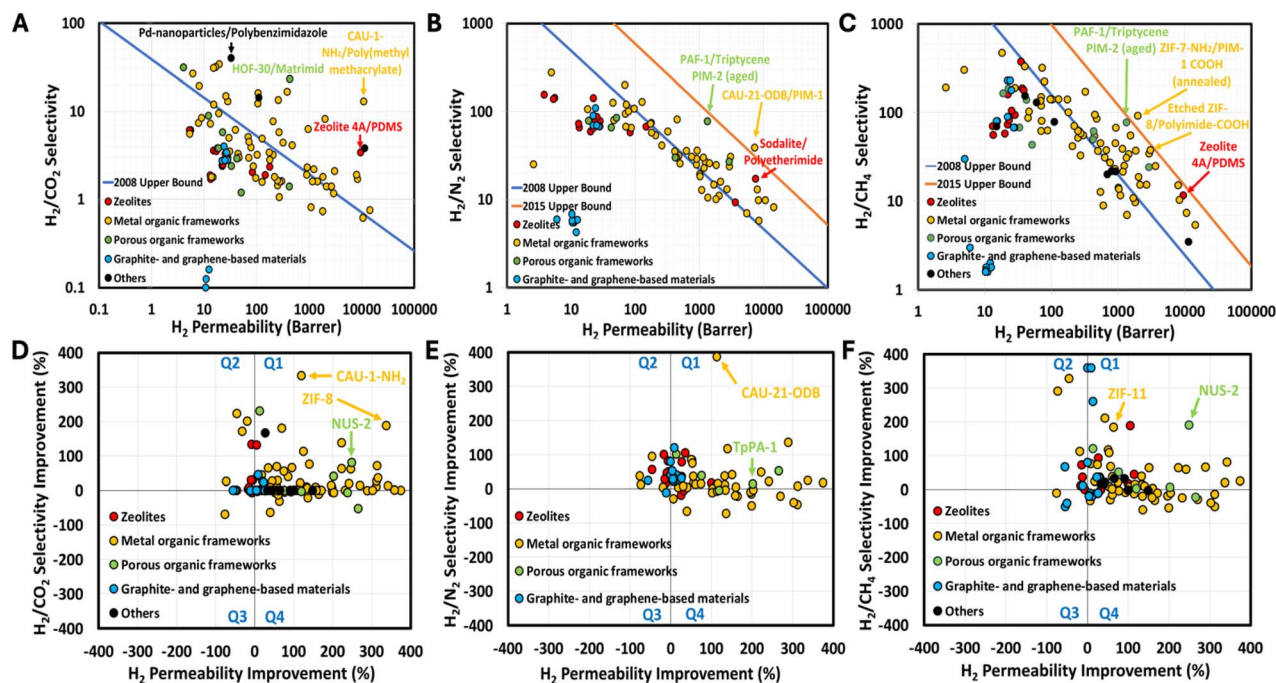 A
H₂/CO₂ Selectivity
100
10
1
0.1
Pd-nanoparticles/Polybenzimidazole
CAU-1-
NH₂/Poly(methyl
methacrylate)
HOF-30/Matrimid
Zeolite 4A/PDMS
2008 Upper Bound
Zeolites
Metal organic frameworks
Porous organic frameworks
Graphite- and graphene-based materials
Others
0.1 1 10 100 1000 10000 100000
H₂ Permeability (Barrer)
B
H₂/N₂ Selectivity
1000
100
10
1
PAF-1/Triptycene
PIM-2 (aged)
CAU-21-ODB/PIM-1
Sodalite/
Polyetherimide
2008 Upper Bound
2015 Upper Bound
Zeolites
Metal organic frameworks
Porous organic frameworks
Graphite- and graphene-based materials
1 10 100 1000 10000 100000
H₂ Permeability (Barrer)
C
H₂/CH₄ Selectivity
1000
100
10
1
PAF-1/Triptycene
PIM-2 (aged)
ZIF-7-NH₂/PIM-
1 COOH
(annealed)
Etched ZIF-
8/Polyimide-COOH
Zeolite
4A/PDMS
2008 Upper Bound
2015 Upper Bound
Zeolites
Metal organic frameworks
Porous organic frameworks
Graphite- and graphene-based materials
Others
1 10 100 1000 10000 100000
H₂ Permeability (Barrer)
D
H₂/CO₂ Selectivity Improvement (%)
400
300
200
100
0
-100
-200
-300
-400
Q2 Q1
CAU-1-NH₂
ZIF-8
NUS-2
Zeolites
Metal organic frameworks
Porous organic frameworks
Graphite- and graphene-based materials
Others
Q3 Q4
-400 -300 -200 -100 0 100 200 300 400
H₂ Permeability Improvement (%)
E
H₂/N₂ Selectivity Improvement (%)
400
300
200
100
0
-100
-200
-300
-400
Q2 Q1
CAU-21-ODB
TpPA-1
Zeolites
Metal organic frameworks
Porous organic frameworks
Graphite- and graphene-based materials
Q3 Q4
-400 -300 -200 -100 0 100 200 300 400
H₂ Permeability Improvement (%)
F
H₂/CH₄ Selectivity Improvement (%)
400
300
200
100
0
-100
-200
-300
-400
Q2 Q1
ZIF-11
NUS-2
Zeolites
Metal organic frameworks
Porous organic frameworks
Graphite- and graphene-based materials
Others
Q3 Q4
-400 -300 -200 -100 0 100 200 300 400
H₂ Permeability Improvement (%)